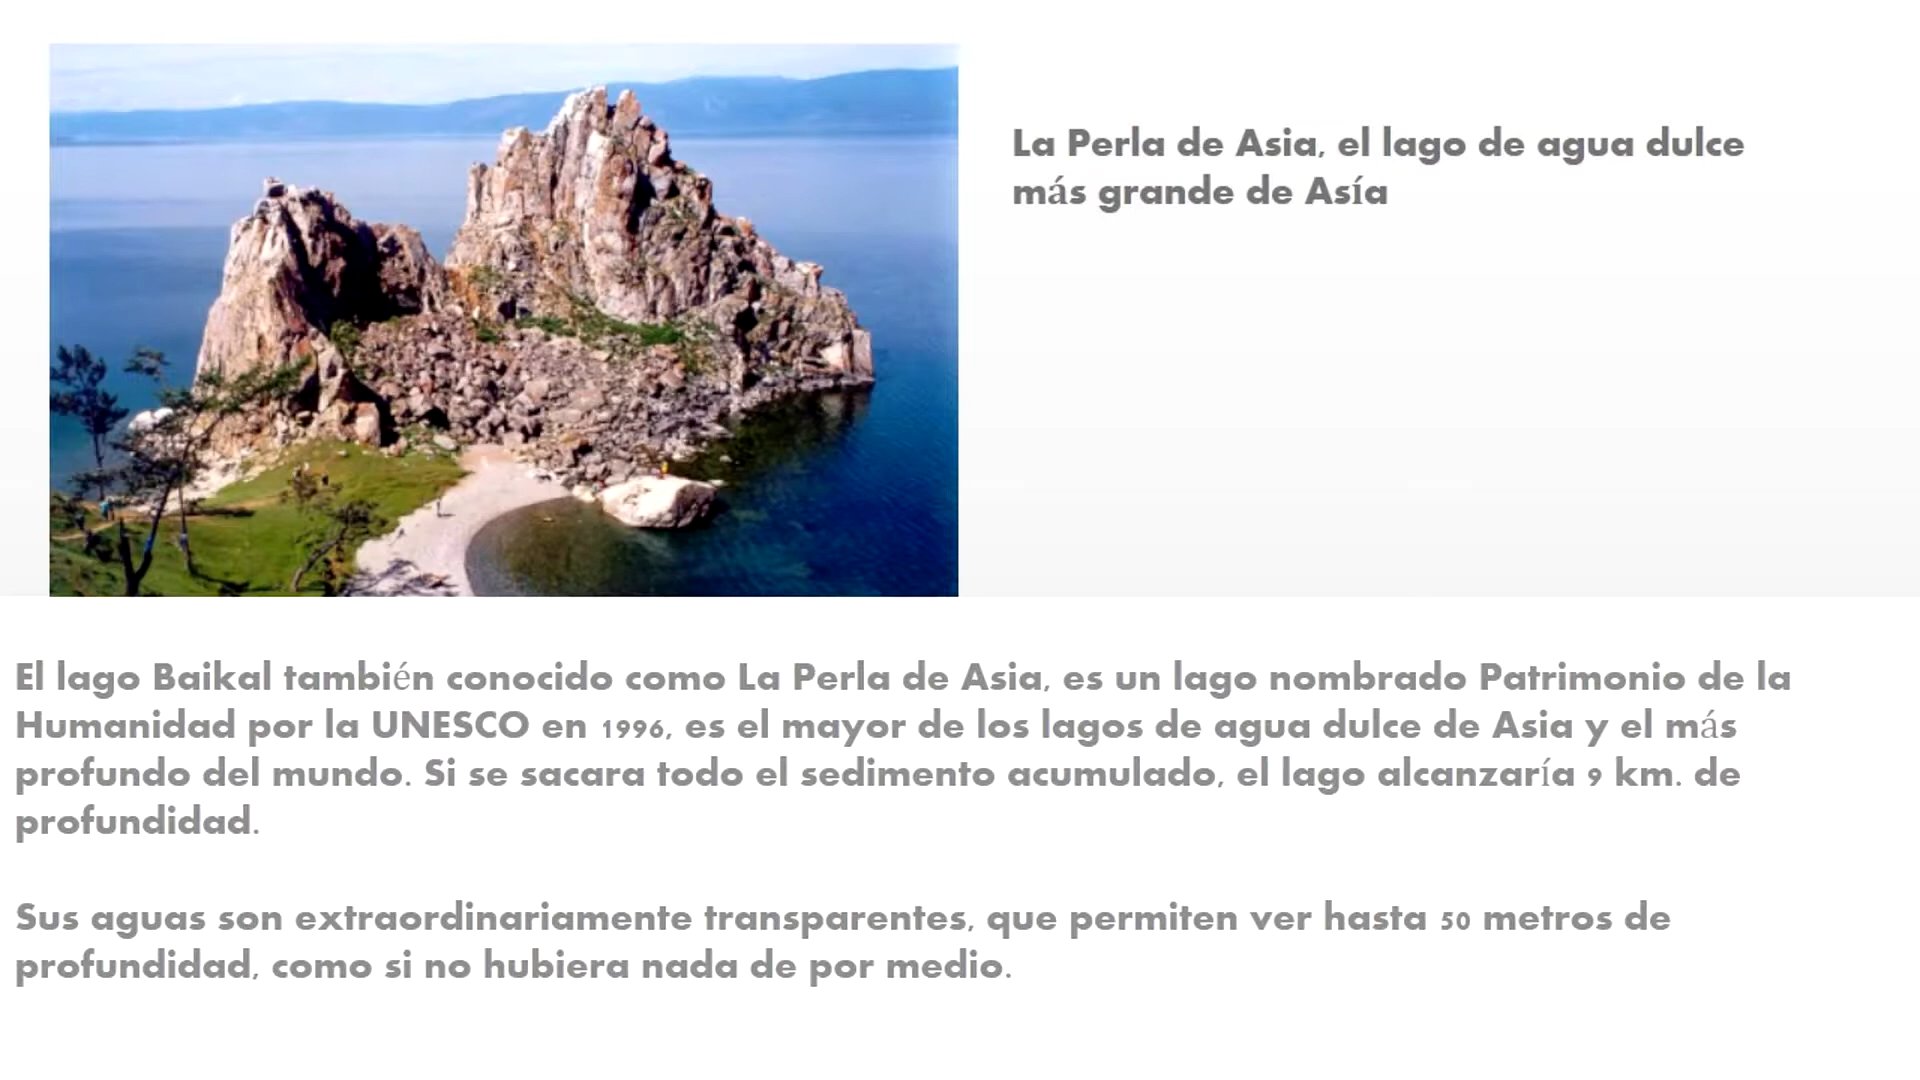 La Perla de Asia, el lago de agua dulce
más grande de Asía
El lago Baikal también conocido como La Perla de Asia, es un lago nombrado Patrimonio de la
Humanidad por la UNESCO en 1996, es el mayor de los lagos de agua dulce de Asia y el más
profundo del mundo. Si se sacara todo el sedimento acumulado, el lago alcanzaría 9 km. de
profundidad.
Sus aguas son extraordinariamente transparentes, que permiten ver hasta 50 metros de
profundidad, como si no hubiera nada de por medio.